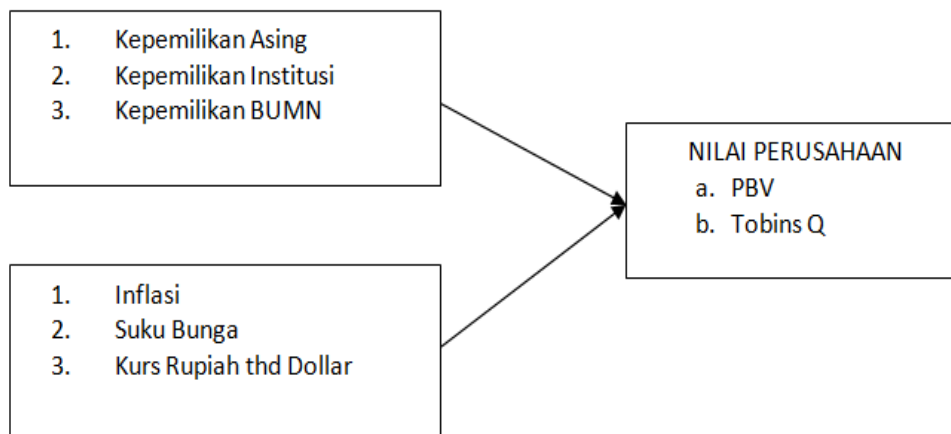 1. Kepemilikan Asing
2. Kepemilikan Institusi
3. Kepemilikan BUMN
NILAI PERUSAHAAN
a. PBV
b. Tobins Q
1. Inflasi
2. Suku Bunga
3. Kurs Rupiah thd Dollar